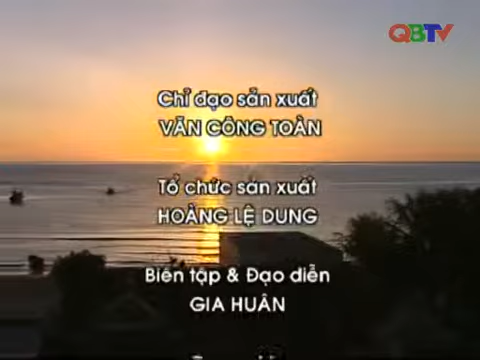 QBTV
Chỉ đạo sản xuất
VĂN CÔNG TOÀN
Tổ chức sản xuất
HOÀNG LỆ DUNG
Biên tập & Đạo diễn
GIA HUÂN